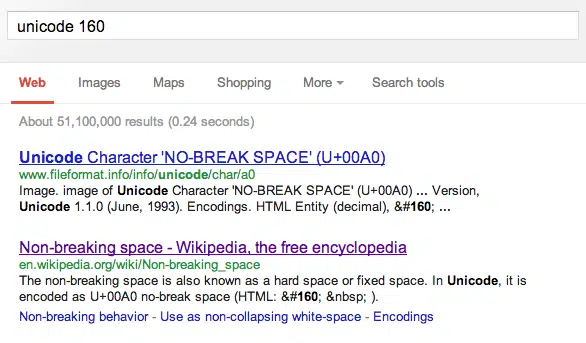 unicode 160
Web Images Maps Shopping More Search tools
About 51,100,000 results (0.24 seconds)
Unicode Character 'NO-BREAK SPACE' (U+00A0)
www.fileformat.info/info/unicode/char/a0
Image. image of Unicode Character 'NO-BREAK SPACE' (U+00A0) ... Version,
Unicode 1.1.0 (June, 1993). Encodings. HTML Entity (decimal), &#160; ...
Non-breaking space - Wikipedia, the free encyclopedia
en.wikipedia.org/wiki/Non-breaking_space
The non-breaking space is also known as a hard space or fixed space. In Unicode, it is
encoded as U+00A0 no-break space (HTML: &#160; &nbsp; ).
Non-breaking behavior - Use as non-collapsing white-space - Encodings